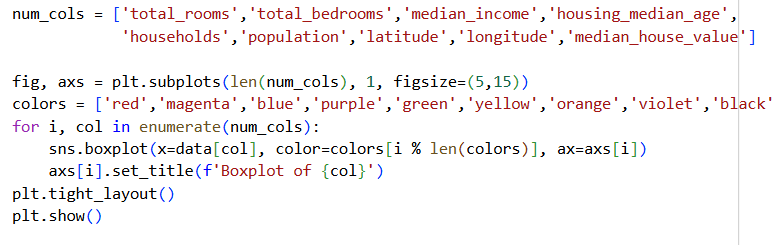 num_cols = ['total_rooms','total_bedrooms','median_income','housing_median_age',
            'households','population','latitude','longitude','median_house_value']

fig, axs = plt.subplots(len(num_cols), 1, figsize=(5,15))
colors = ['red','magenta','blue','purple','green','yellow','orange','violet','black'
for i, col in enumerate(num_cols):
    sns.boxplot(x=data[col], color=colors[i % len(colors)], ax=axs[i])
    axs[i].set_title(f'Boxplot of {col}')
plt.tight_layout()
plt.show()